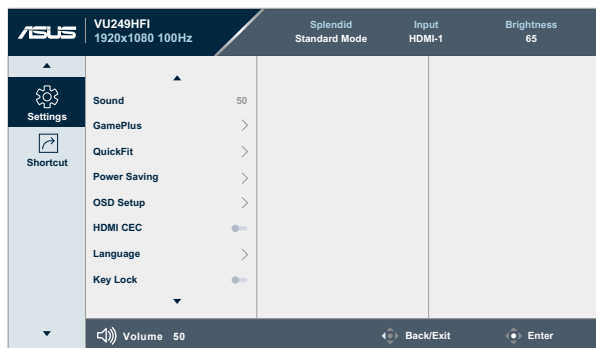 ASUS
VU249HFI
1920x1080 100Hz
Splendid
Standard Mode
Input
HDMI-1
Brightness
65
Settings
Shortcut
Sound 50
GamePlus
QuickFit
Power Saving
OSD Setup
HDMI CEC
Language
Key Lock
Volume 50
Back/Exit
Enter